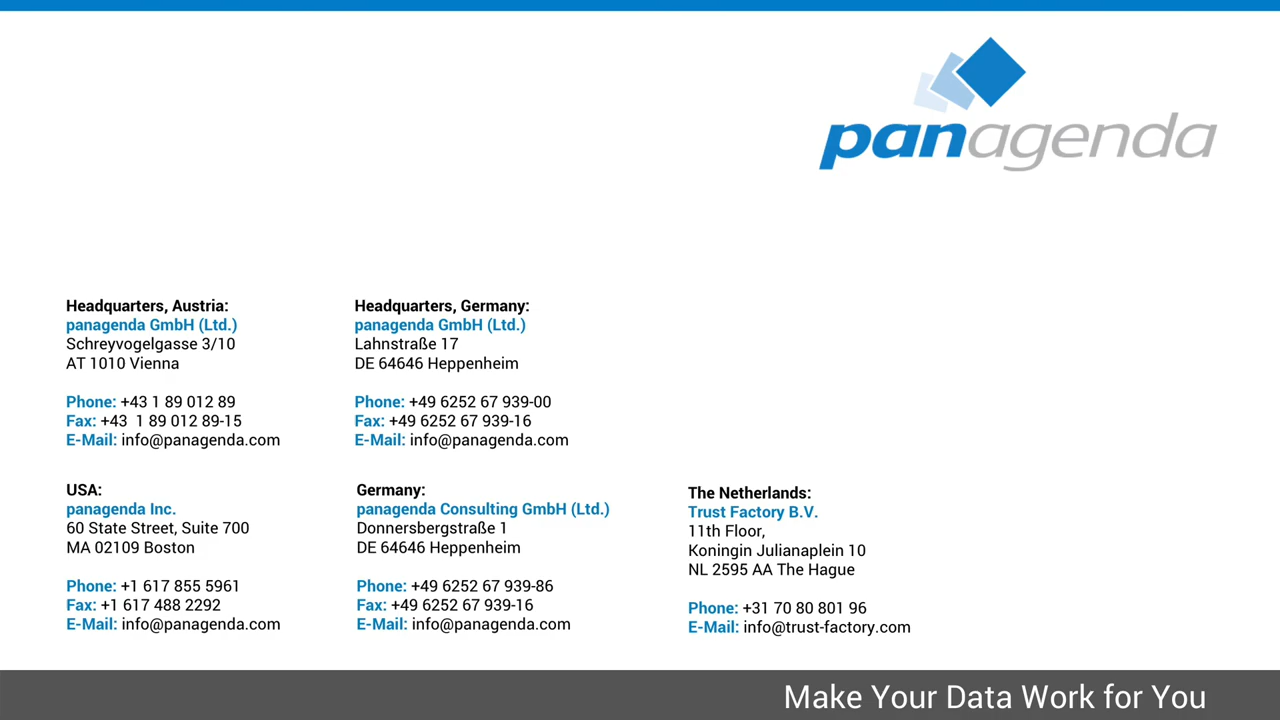 panagenda
Headquarters, Austria:
panagenda GmbH (Ltd.)
Schreyvogelgasse 3/10
AT 1010 Vienna
Phone: +43 1 89 012 89
Fax: +43  1 89 012 89-15
E-Mail: info@panagenda.com
Headquarters, Germany:
panagenda GmbH (Ltd.)
Lahnstraße 17
DE 64646 Heppenheim
Phone: +49 6252 67 939-00
Fax: +49 6252 67 939-16
E-Mail: info@panagenda.com
USA:
panagenda Inc.
60 State Street, Suite 700
MA 02109 Boston
Phone: +1 617 855 5961
Fax: +1 617 488 2292
E-Mail: info@panagenda.com
Germany:
panagenda Consulting GmbH (Ltd.)
Donnersbergstraße 1
DE 64646 Heppenheim
Phone: +49 6252 67 939-86
Fax: +49 6252 67 939-16
E-Mail: info@panagenda.com
The Netherlands:
Trust Factory B.V.
11th Floor,
Koningin Julianaplein 10
NL 2595 AA The Hague
Phone: +31 70 80 801 96
E-Mail: info@trust-factory.com
Make Your Data Work for You